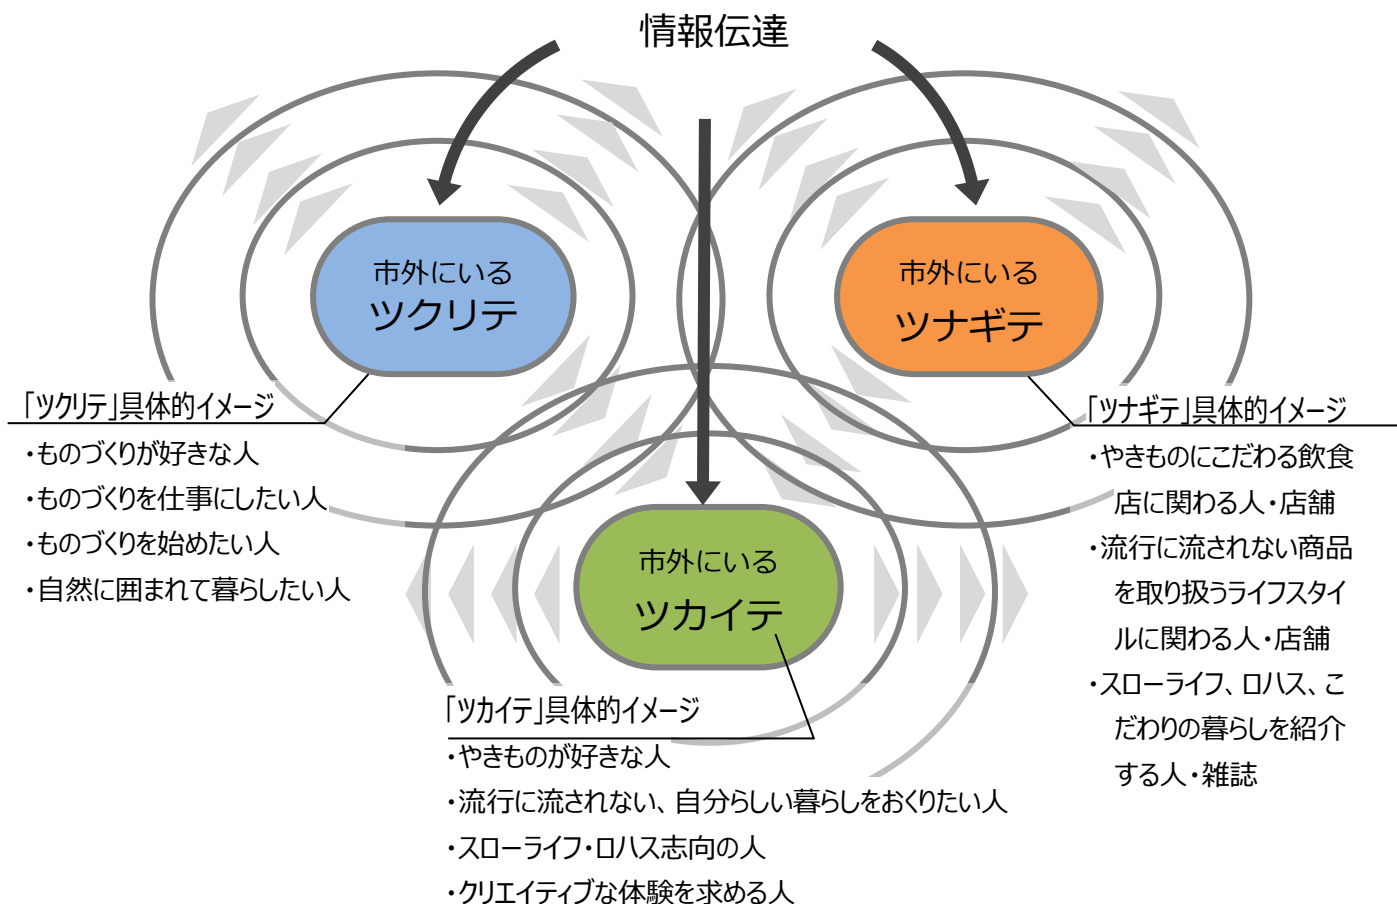 情報伝達
市外にいる
ツクリテ
市外にいる
ツナギテ
「ツクリテ」具体的イメージ
・ものづくりが好きな人
・ものづくりを仕事にしたい人
・ものづくりを始めたい人
・自然に囲まれて暮らしたい人
「ツナギテ」具体的イメージ
・やきものにこだわる飲食
店に関わる人・店舗
・流行に流されない商品
を取り扱うライフスタイ
ルに関わる人・店舗
・スローライフ、ロハス、こ
だわりの暮らしを紹介
する人・雑誌
市外にいる
ツカイテ
「ツカイテ」具体的イメージ
・やきものが好きな人
・流行に流されない、自分らしい暮らしをおくりたい人
・スローライフ・ロハス志向の人
・クリエイティブな体験を求める人